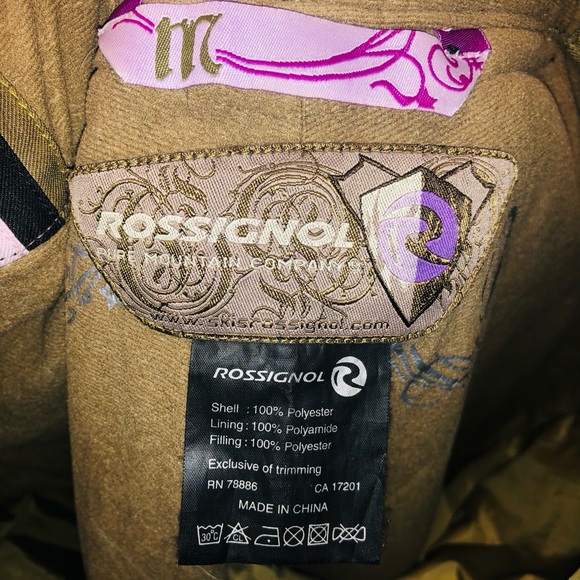 m
ROSSIGNOL
PURE MOUNTAIN COMPANY
www.skisrossignol.com
ROSSIGNOL R
Shell : 100% Polyester
Lining : 100% Polyamide
Filling : 100% Polyester
Exclusive of trimming
RN 78886 CA 17201
MADE IN CHINA
30°C CL